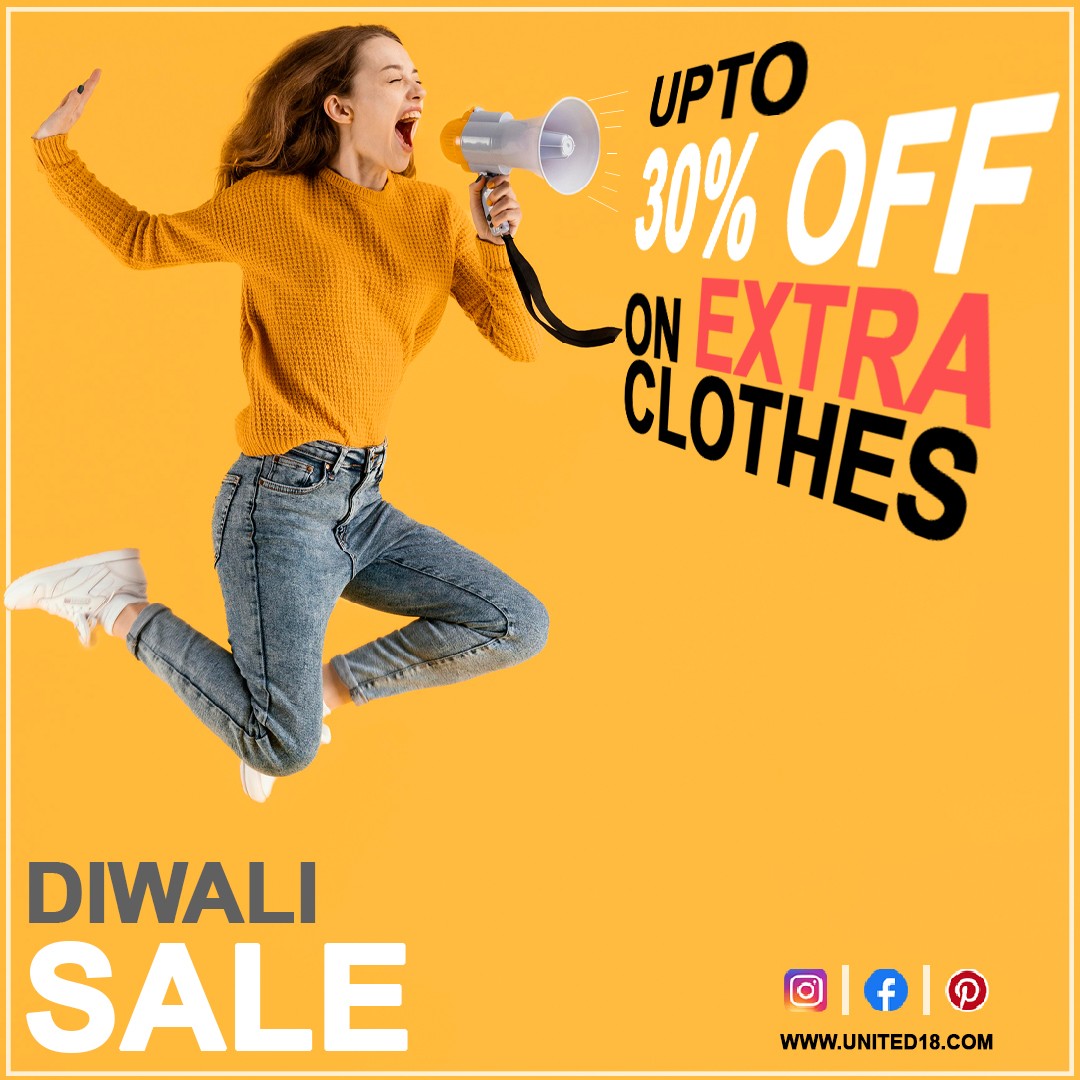 UPTO
30% OFF
ON EXTRA
CLOTHES
DIWALI
SALE
WWW.UNITED18.COM